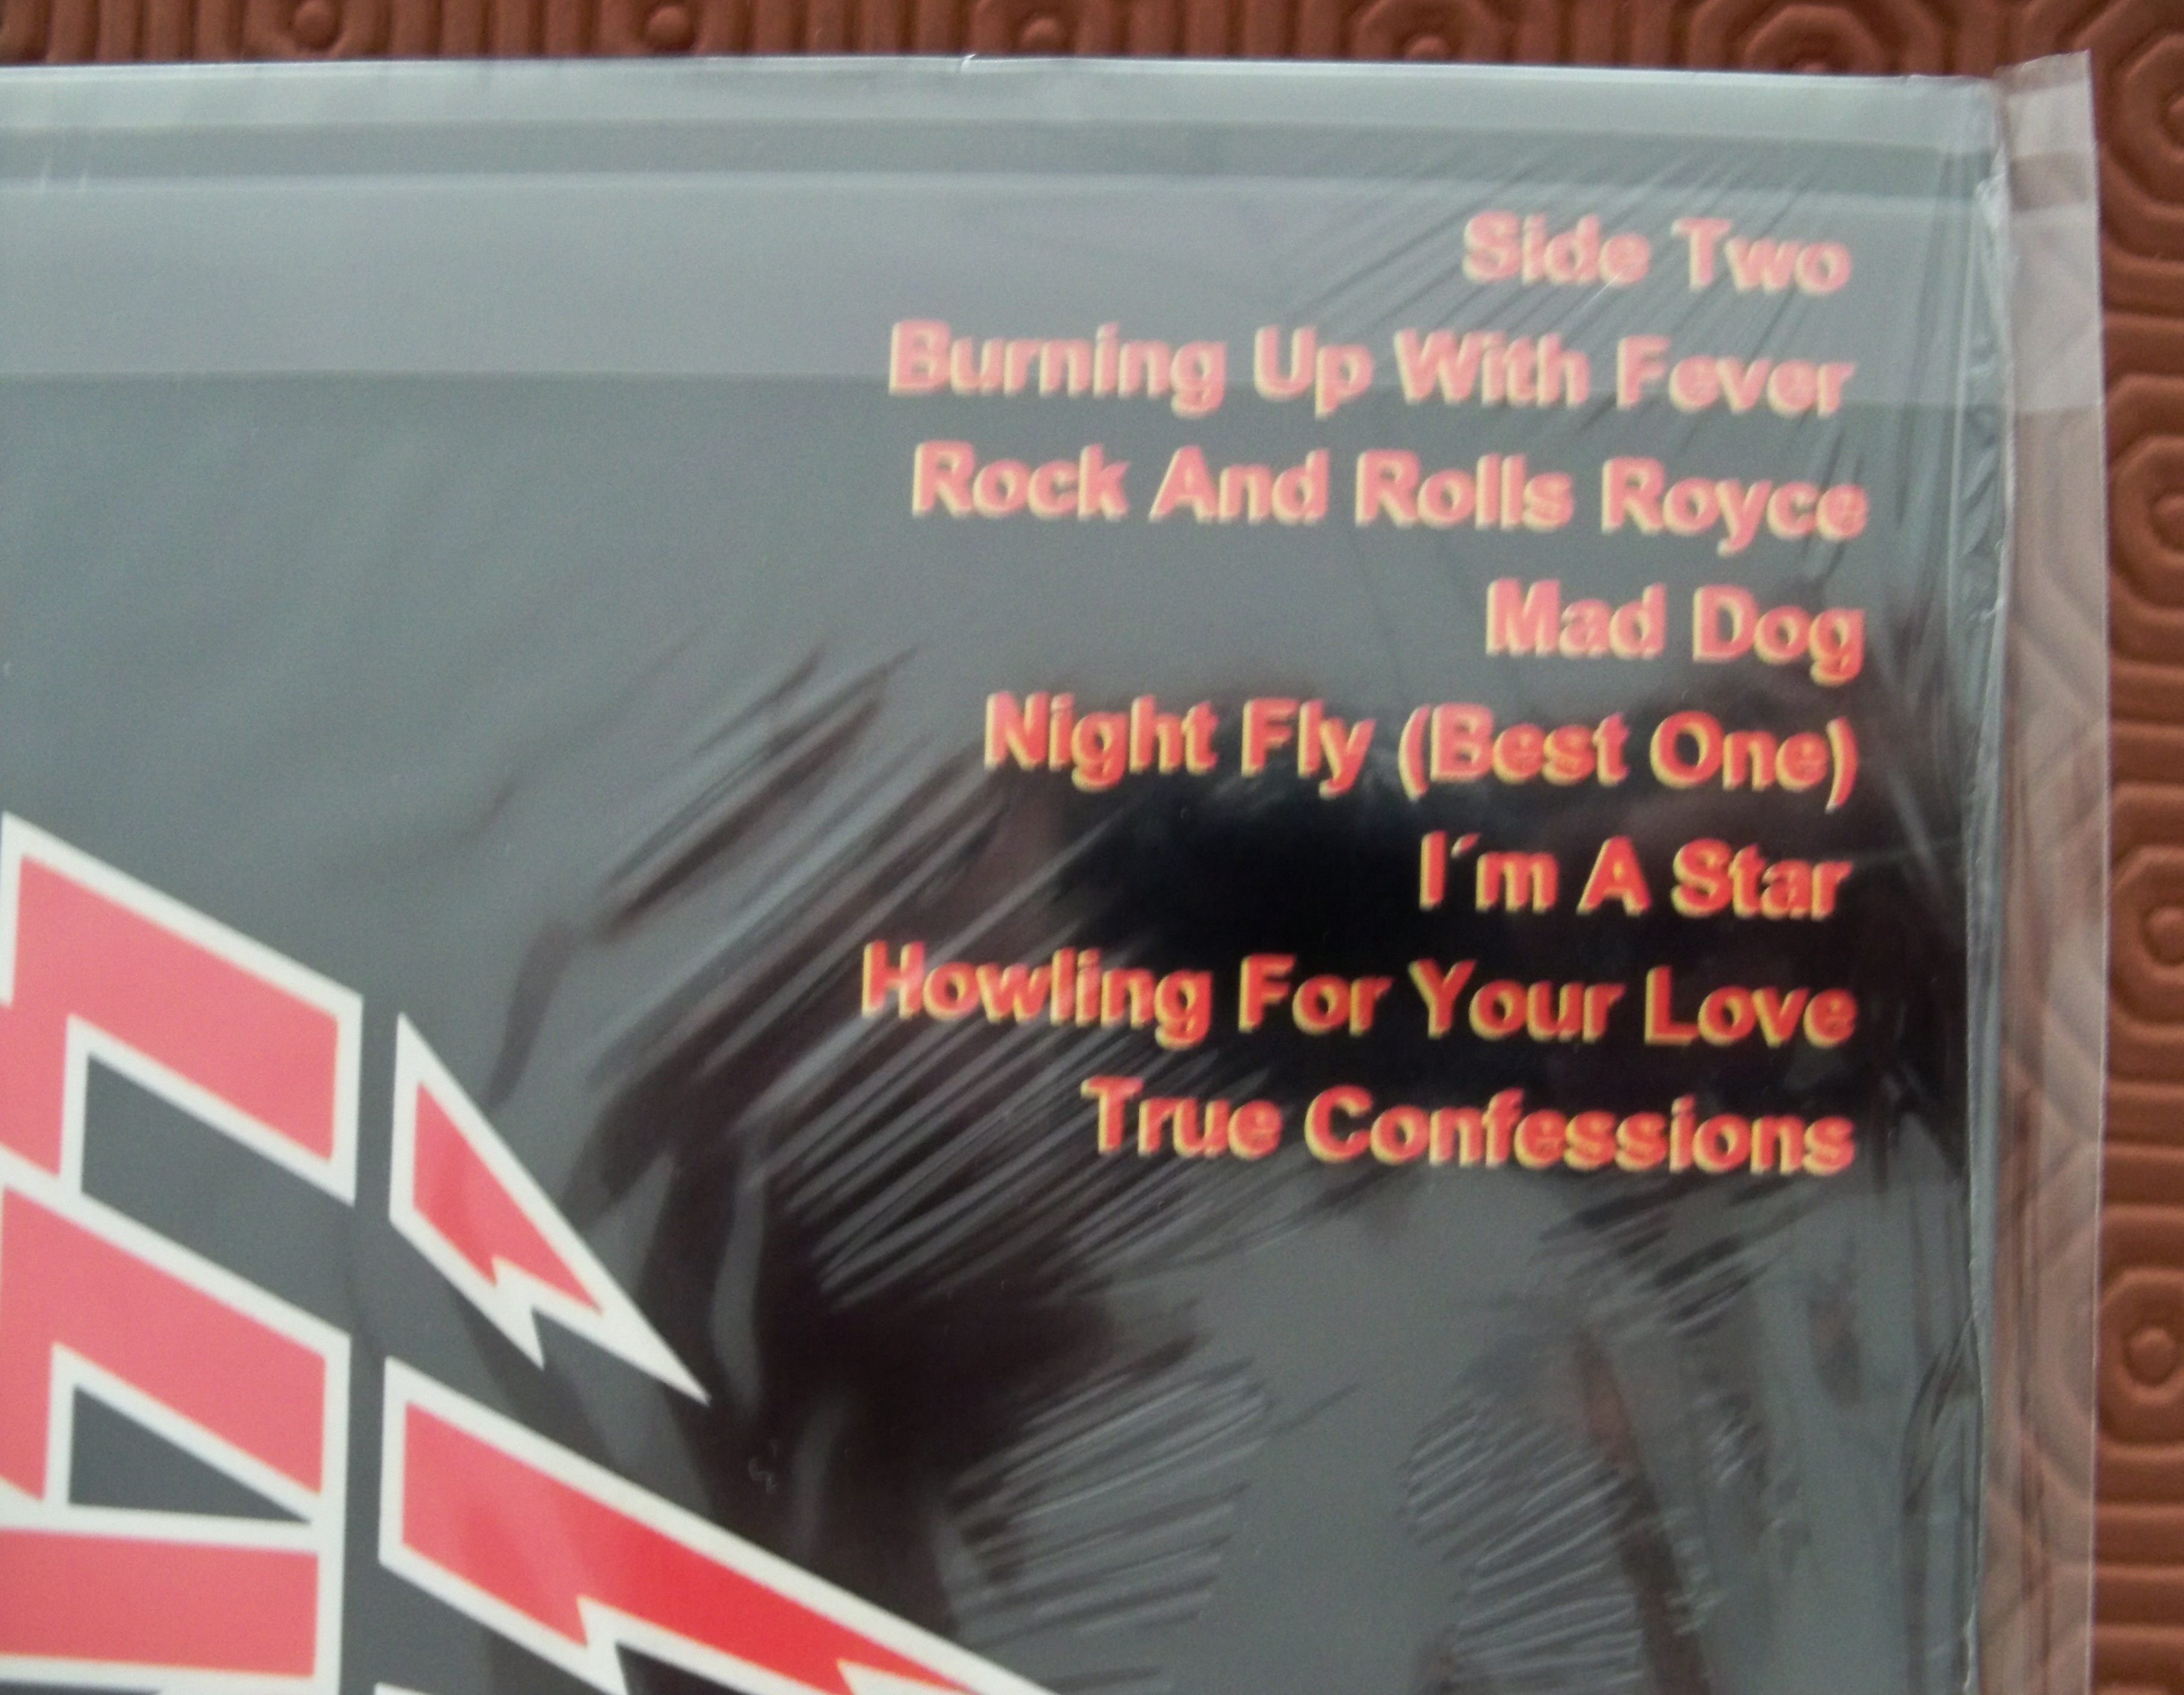 Side Two
Burning Up With Fever
Rock And Rolls Royce
Mad Dog
Night Fly (Best One)
I´m A Star
Howling For Your Love
True Confessions